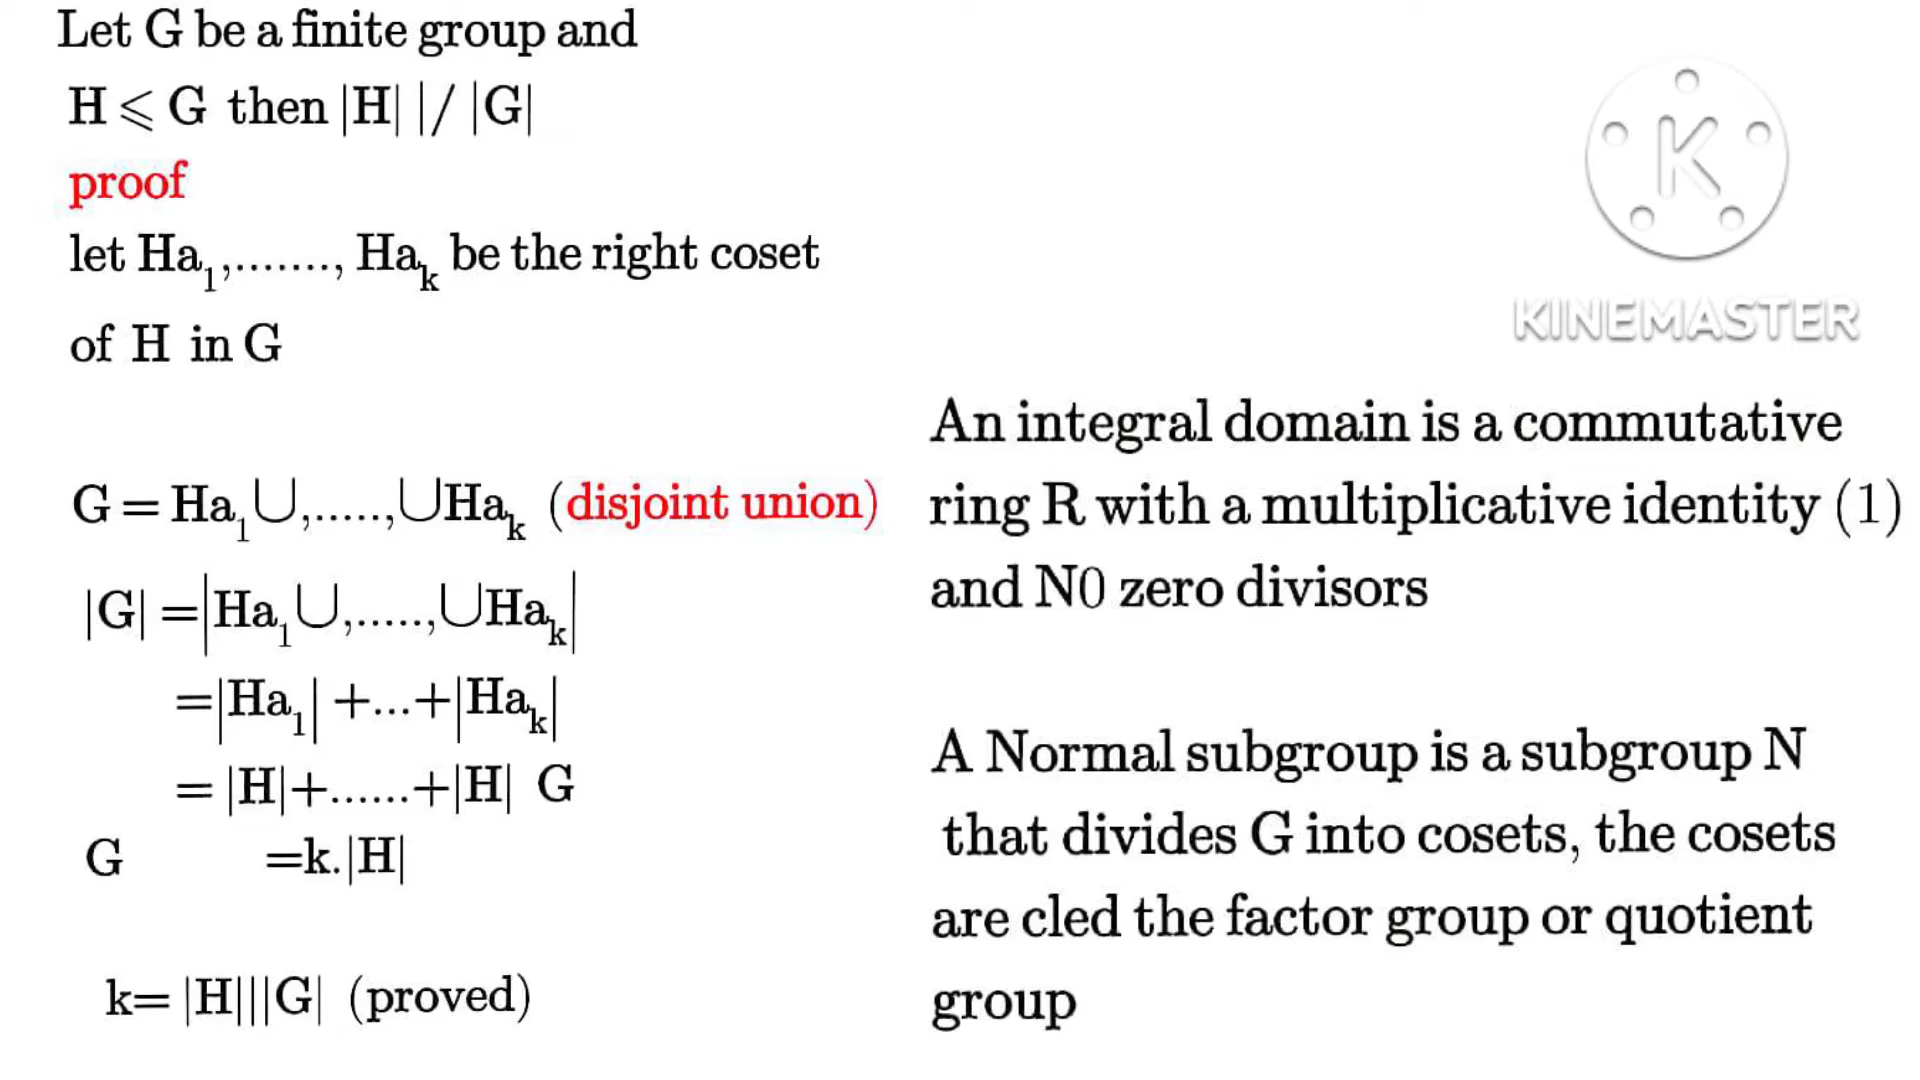 Let G be a finite group and
H ⩽ G then |H| |/ |G|
proof
let Ha₁,......., Haₖ be the right coset
of H in G
G = Ha₁∪,.....,∪Haₖ (disjoint union)
|G| =|Ha₁∪,.....,∪Haₖ|
=|Ha₁| +...+|Haₖ|
= |H|+......+|H| G
G =k.|H|
k= |H|||G| (proved)
KINEMASTER
An integral domain is a commutative
ring R with a multiplicative identity (1)
and N0 zero divisors
A Normal subgroup is a subgroup N
that divides G into cosets, the cosets
are cled the factor group or quotient
group